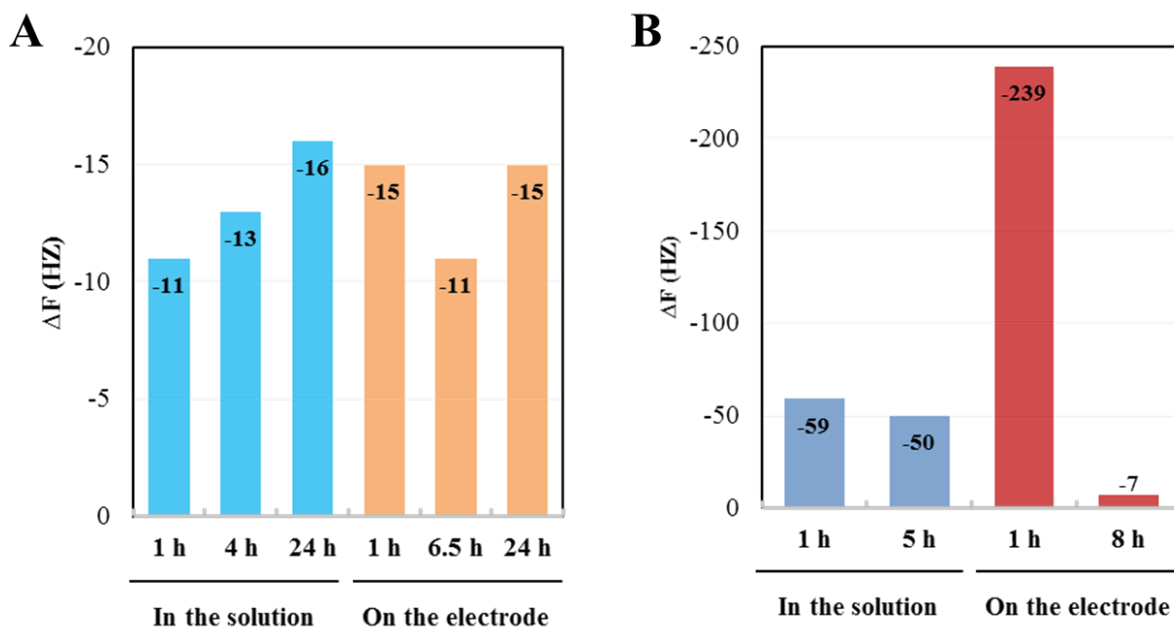 A
ΔF (HZ)
-20
-15
-10
-5
0
-11
-13
-16
-15
-11
-15
1 h 4 h 24 h 1 h 6.5 h 24 h
In the solution On the electrode
B
ΔF (HZ)
-250
-200
-150
-100
-50
0
-59
-50
-239
-7
1 h 5 h 1 h 8 h
In the solution On the electrode